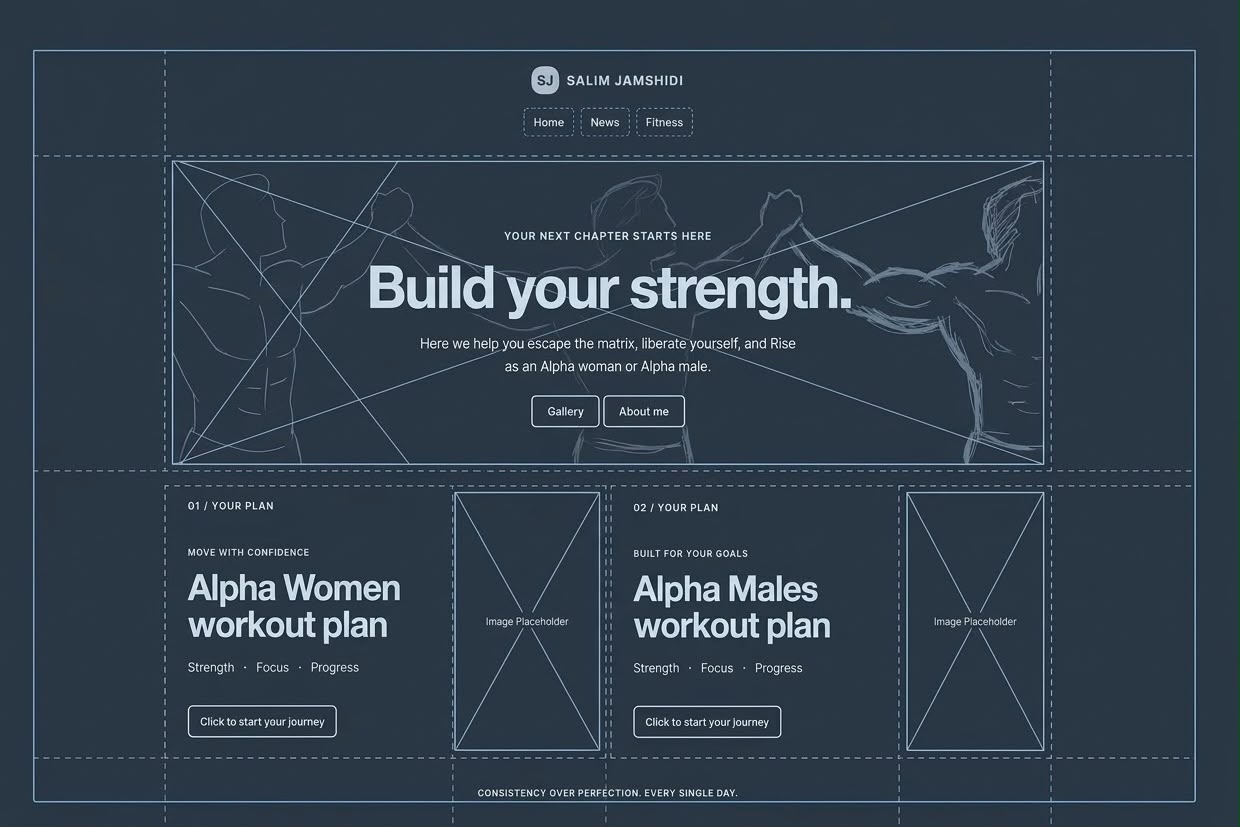 SJ SALIM JAMSHIDI
Home News Fitness
YOUR NEXT CHAPTER STARTS HERE
Build your strength.
Here we help you escape the matrix, liberate yourself, and Rise
as an Alpha woman or Alpha male.
Gallery About me
01 / YOUR PLAN
MOVE WITH CONFIDENCE
Alpha Women
workout plan
Strength · Focus · Progress
Click to start your journey
Image Placeholder
02 / YOUR PLAN
BUILT FOR YOUR GOALS
Alpha Males
workout plan
Strength · Focus · Progress
Click to start your journey
Image Placeholder
CONSISTENCY OVER PERFECTION. EVERY SINGLE DAY.